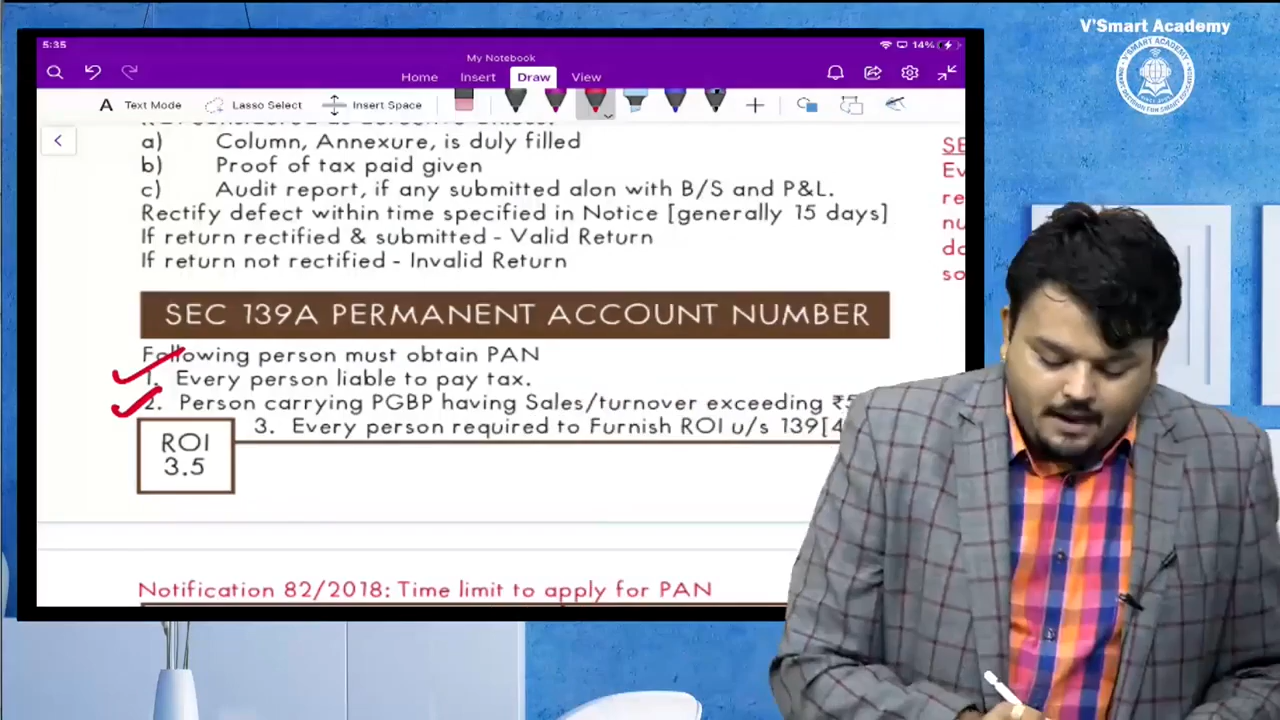 V'Smart Academy
5:35
14%
My Notebook
Home Insert Draw View
A Text Mode Lasso Select Insert Space
a) Column, Annexure, is duly filled
b) Proof of tax paid given
c) Audit report, if any submitted alon with B/S and P&L.
Rectify defect within time specified in Notice [generally 15 days]
If return rectified & submitted - Valid Return
If return not rectified - Invalid Return
SEC 139A PERMANENT ACCOUNT NUMBER
Following person must obtain PAN
1. Every person liable to pay tax.
2. Person carrying PGBP having Sales/turnover exceeding ₹5
3. Every person required to Furnish ROI u/s 139[4
ROI
3.5
Notification 82/2018: Time limit to apply for PAN